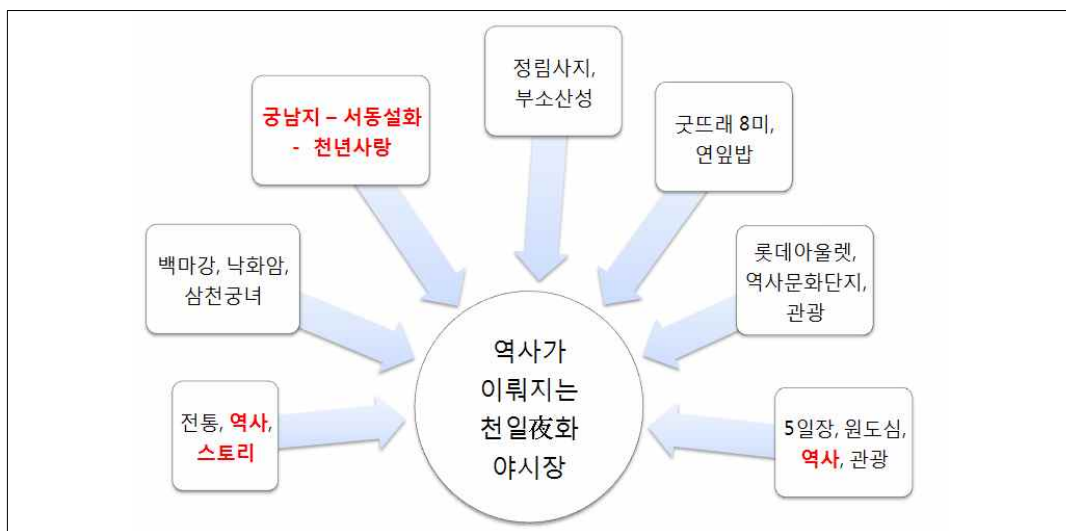 정림사지,
부소산성
궁남지 – 서동설화
- 천년사랑
굿뜨래 8미,
연잎밥
백마강, 낙화암,
삼천궁녀
롯데아울렛,
역사문화단지,
관광
역사가
이뤄지는
천일夜화
야시장
전통, 역사,
스토리
5일장, 원도심,
역사, 관광